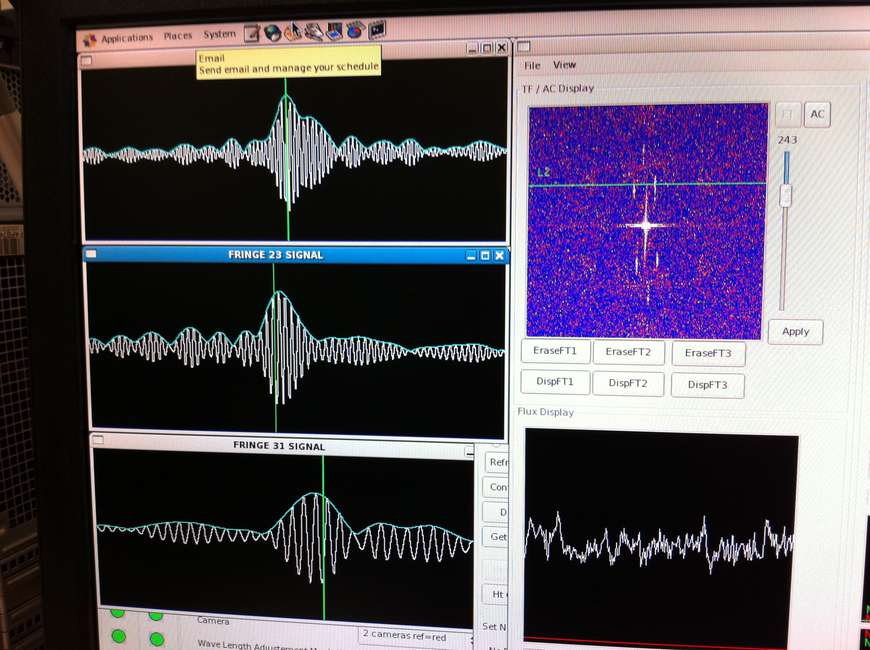 Applications Places System
Email
Send email and manage your schedule
File View
TF / AC Display
FT AC
243
L2
FRINGE 23 SIGNAL
Apply
EraseFT1 EraseFT2 EraseFT3
DispFT1 DispFT2 DispFT3
Flux Display
FRINGE 31 SIGNAL
Refr
Con
D
Get
Ht
Set N
Camera
2 cameras ref=red
Wave Length Adjustement